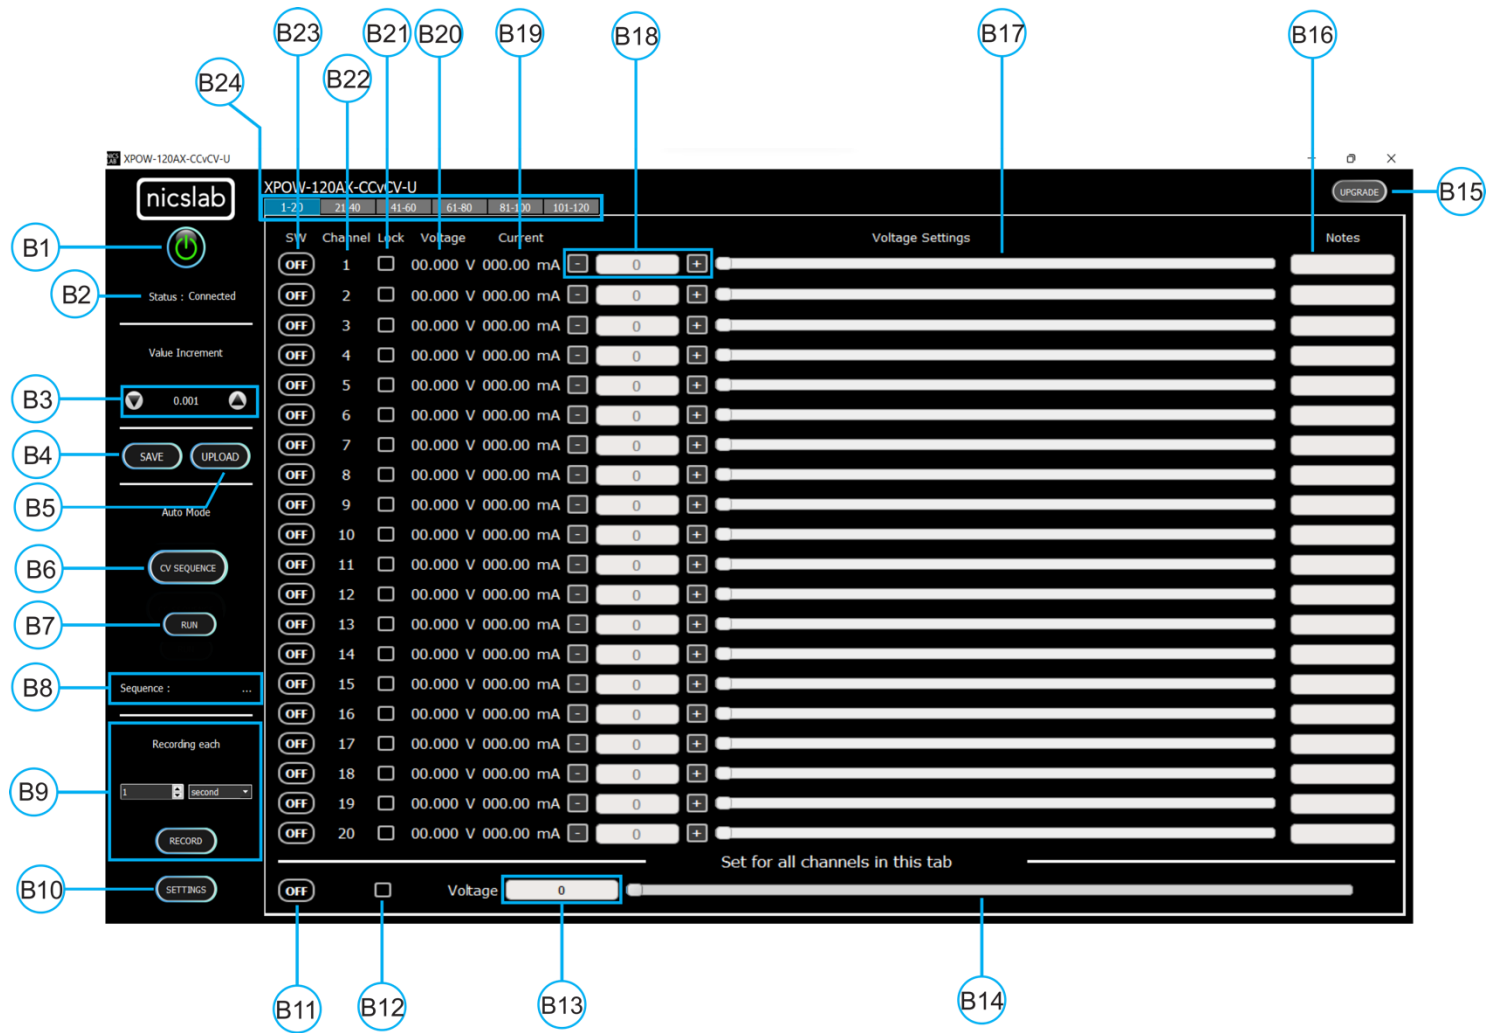 B23 B21 B20 B19 B18 B17 B16
B24 B22
NICS LAB XPOW-120AX-CCvCV-U
nicslab XPOW-120AX-CCvCV-U UPGRADE B15
1-20 21-40 41-60 61-80 81-100 101-120
B1 SW Channel Lock Voltage Current Voltage Settings Notes
OFF 1 00.000 V 000.00 mA - 0 +
B2 Status : Connected OFF 2 00.000 V 000.00 mA - 0 +
OFF 3 00.000 V 000.00 mA - 0 +
Value Increment OFF 4 00.000 V 000.00 mA - 0 +
OFF 5 00.000 V 000.00 mA - 0 +
B3 0.001 OFF 6 00.000 V 000.00 mA - 0 +
OFF 7 00.000 V 000.00 mA - 0 +
B4 SAVE UPLOAD OFF 8 00.000 V 000.00 mA - 0 +
B5 Auto Mode OFF 9 00.000 V 000.00 mA - 0 +
OFF 10 00.000 V 000.00 mA - 0 +
B6 CV SEQUENCE OFF 11 00.000 V 000.00 mA - 0 +
OFF 12 00.000 V 000.00 mA - 0 +
B7 RUN OFF 13 00.000 V 000.00 mA - 0 +
OFF 14 00.000 V 000.00 mA - 0 +
B8 Sequence : ... OFF 15 00.000 V 000.00 mA - 0 +
OFF 16 00.000 V 000.00 mA - 0 +
Recording each OFF 17 00.000 V 000.00 mA - 0 +
OFF 18 00.000 V 000.00 mA - 0 +
B9 1 second OFF 19 00.000 V 000.00 mA - 0 +
RECORD OFF 20 00.000 V 000.00 mA - 0 +
Set for all channels in this tab
B10 SETTINGS OFF Voltage 0
B11 B12 B13 B14